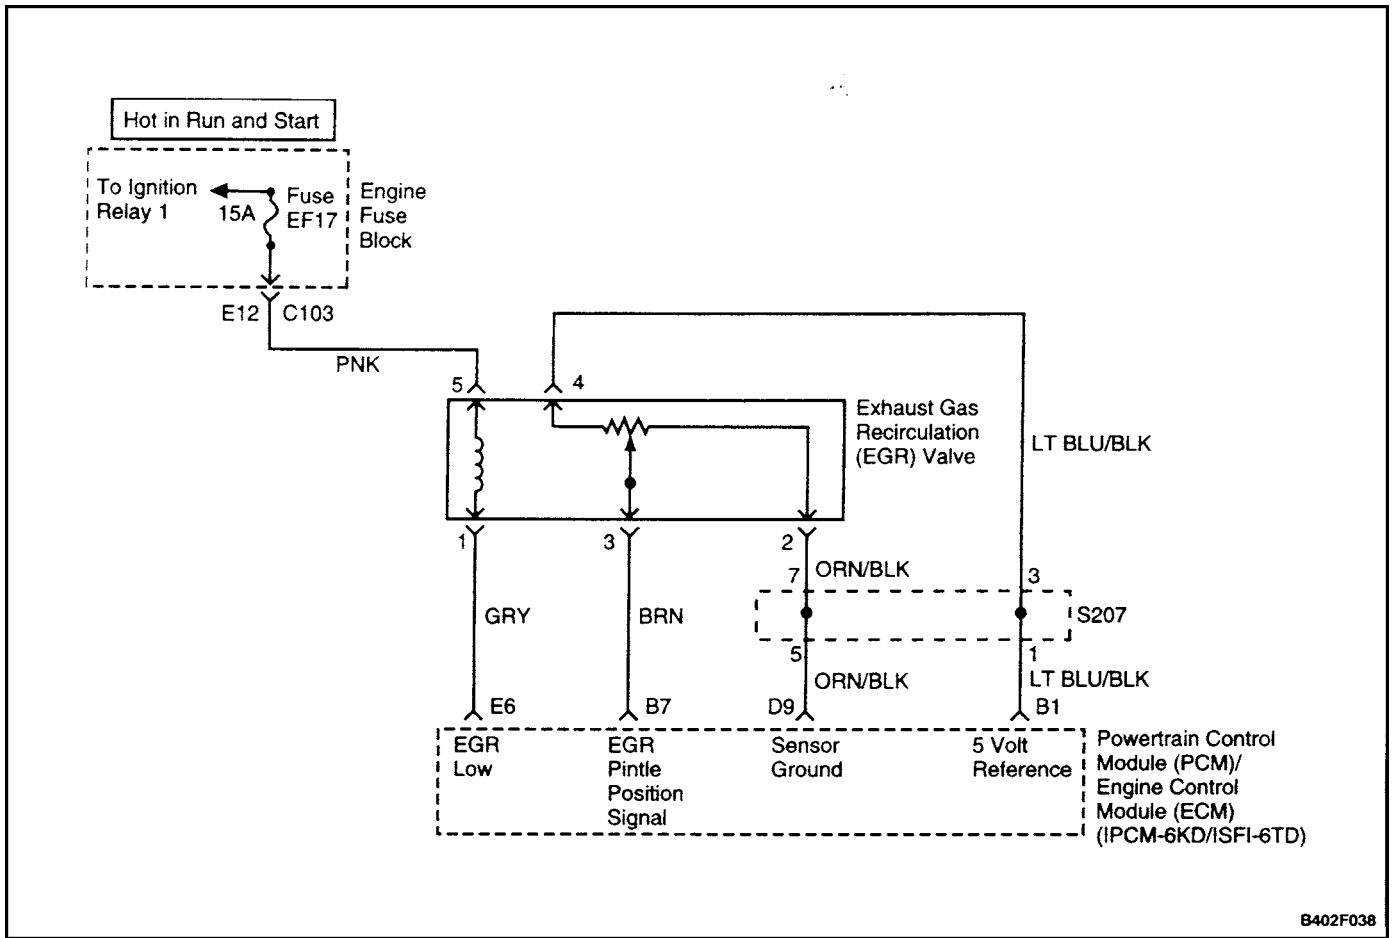 Hot in Run and Start
To Ignition
Relay 1
15A
Fuse
EF17
Engine
Fuse
Block
E12
C103
PNK
5
4
Exhaust Gas
Recirculation
(EGR) Valve
LT BLU/BLK
1
3
2
7
ORN/BLK
3
GRY
BRN
S207
5
ORN/BLK
1
LT BLU/BLK
E6
B7
D9
B1
EGR
Low
EGR
Pintle
Position
Signal
Sensor
Ground
5 Volt
Reference
Powertrain Control
Module (PCM)/
Engine Control
Module (ECM)
(IPCM-6KD/ISFI-6TD)
B402F038